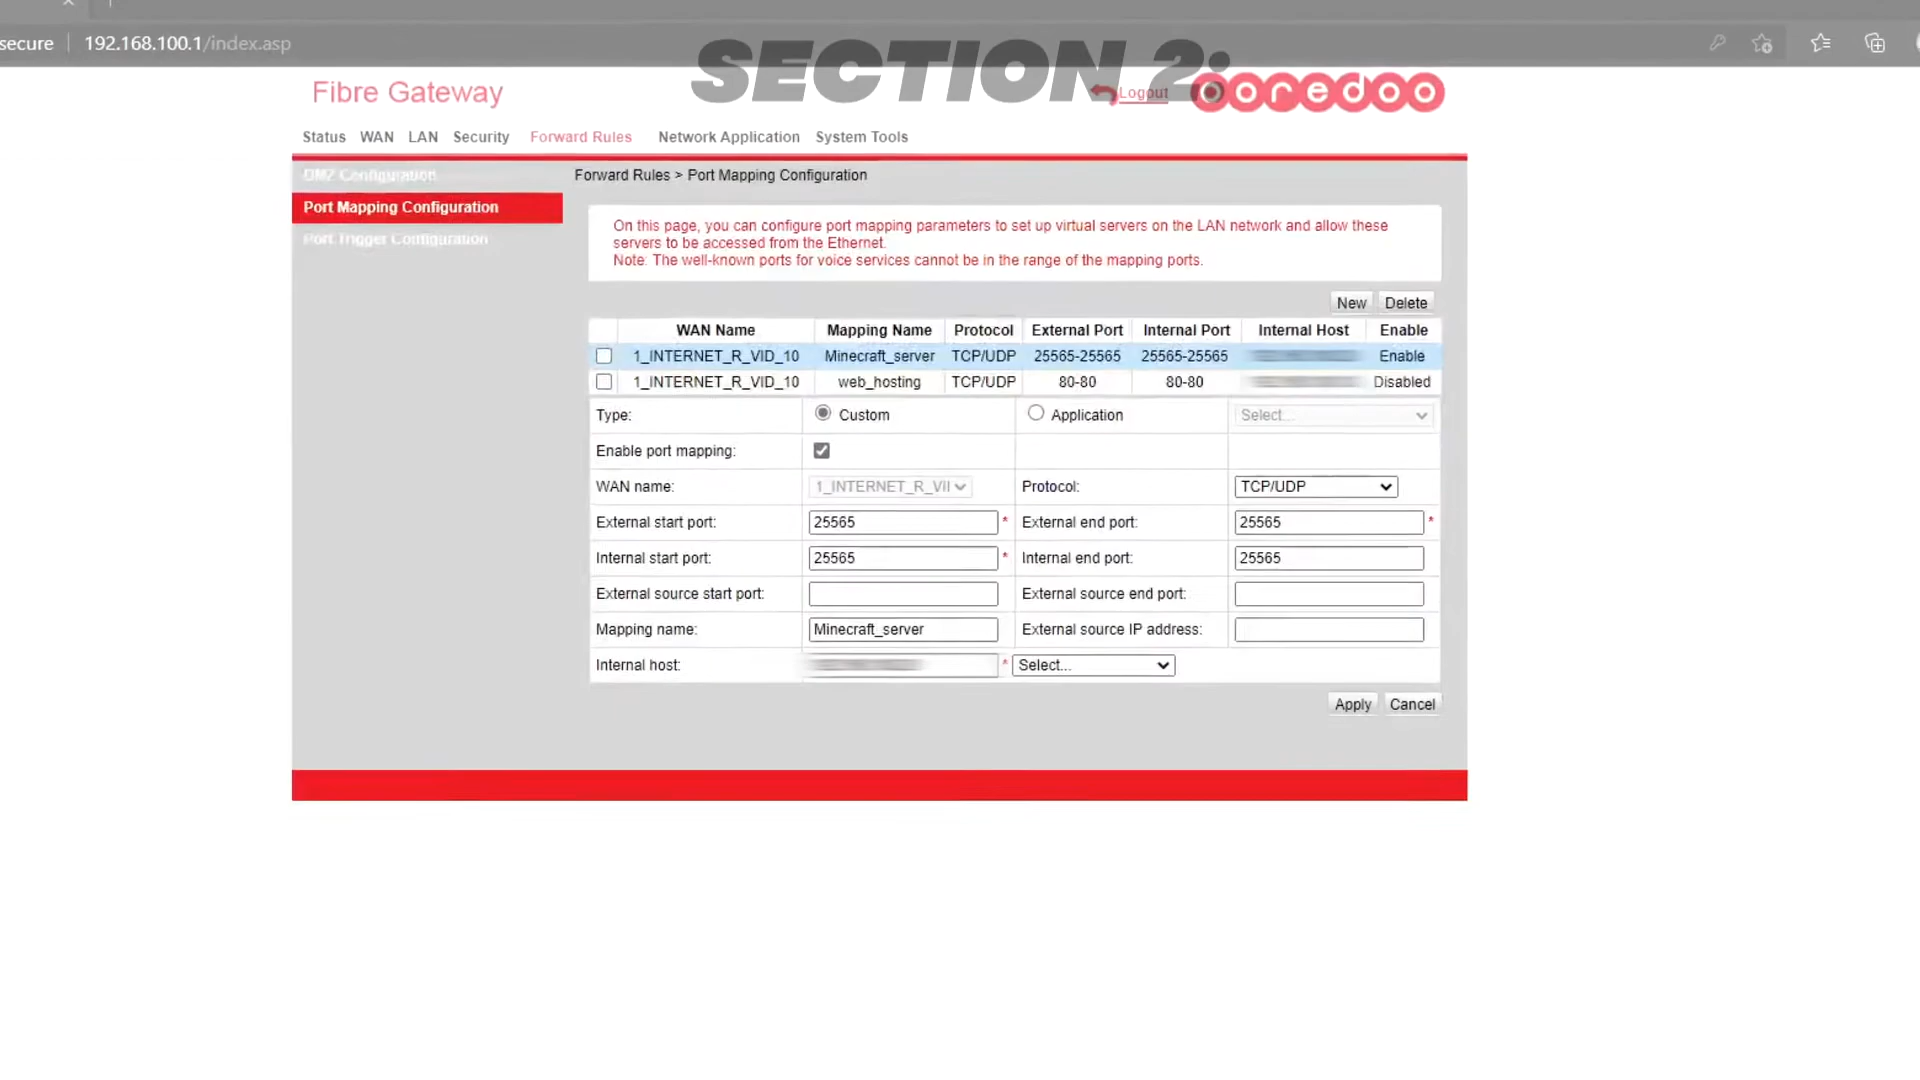 secure | 192.168.100.1/index.asp
SECTION 2:
Fibre Gateway
Logout
ooredoo
Status WAN LAN Security Forward Rules Network Application System Tools
DMZ Configuration
Port Mapping Configuration
Port Trigger Configuration
Forward Rules > Port Mapping Configuration
On this page, you can configure port mapping parameters to set up virtual servers on the LAN network and allow these
servers to be accessed from the Ethernet.
Note: The well-known ports for voice services cannot be in the range of the mapping ports.
New Delete
WAN Name Mapping Name Protocol External Port Internal Port Internal Host Enable
1_INTERNET_R_VID_10 Minecraft_server TCP/UDP 25565-25565 25565-25565 Enable
1_INTERNET_R_VID_10 web_hosting TCP/UDP 80-80 80-80 Disabled
Type: Custom Application Select...
Enable port mapping:
WAN name: 1_INTERNET_R_VII Protocol: TCP/UDP
External start port: 25565 * External end port: 25565 *
Internal start port: 25565 * Internal end port: 25565
External source start port: External source end port:
Mapping name: Minecraft_server External source IP address:
Internal host: * Select...
Apply Cancel